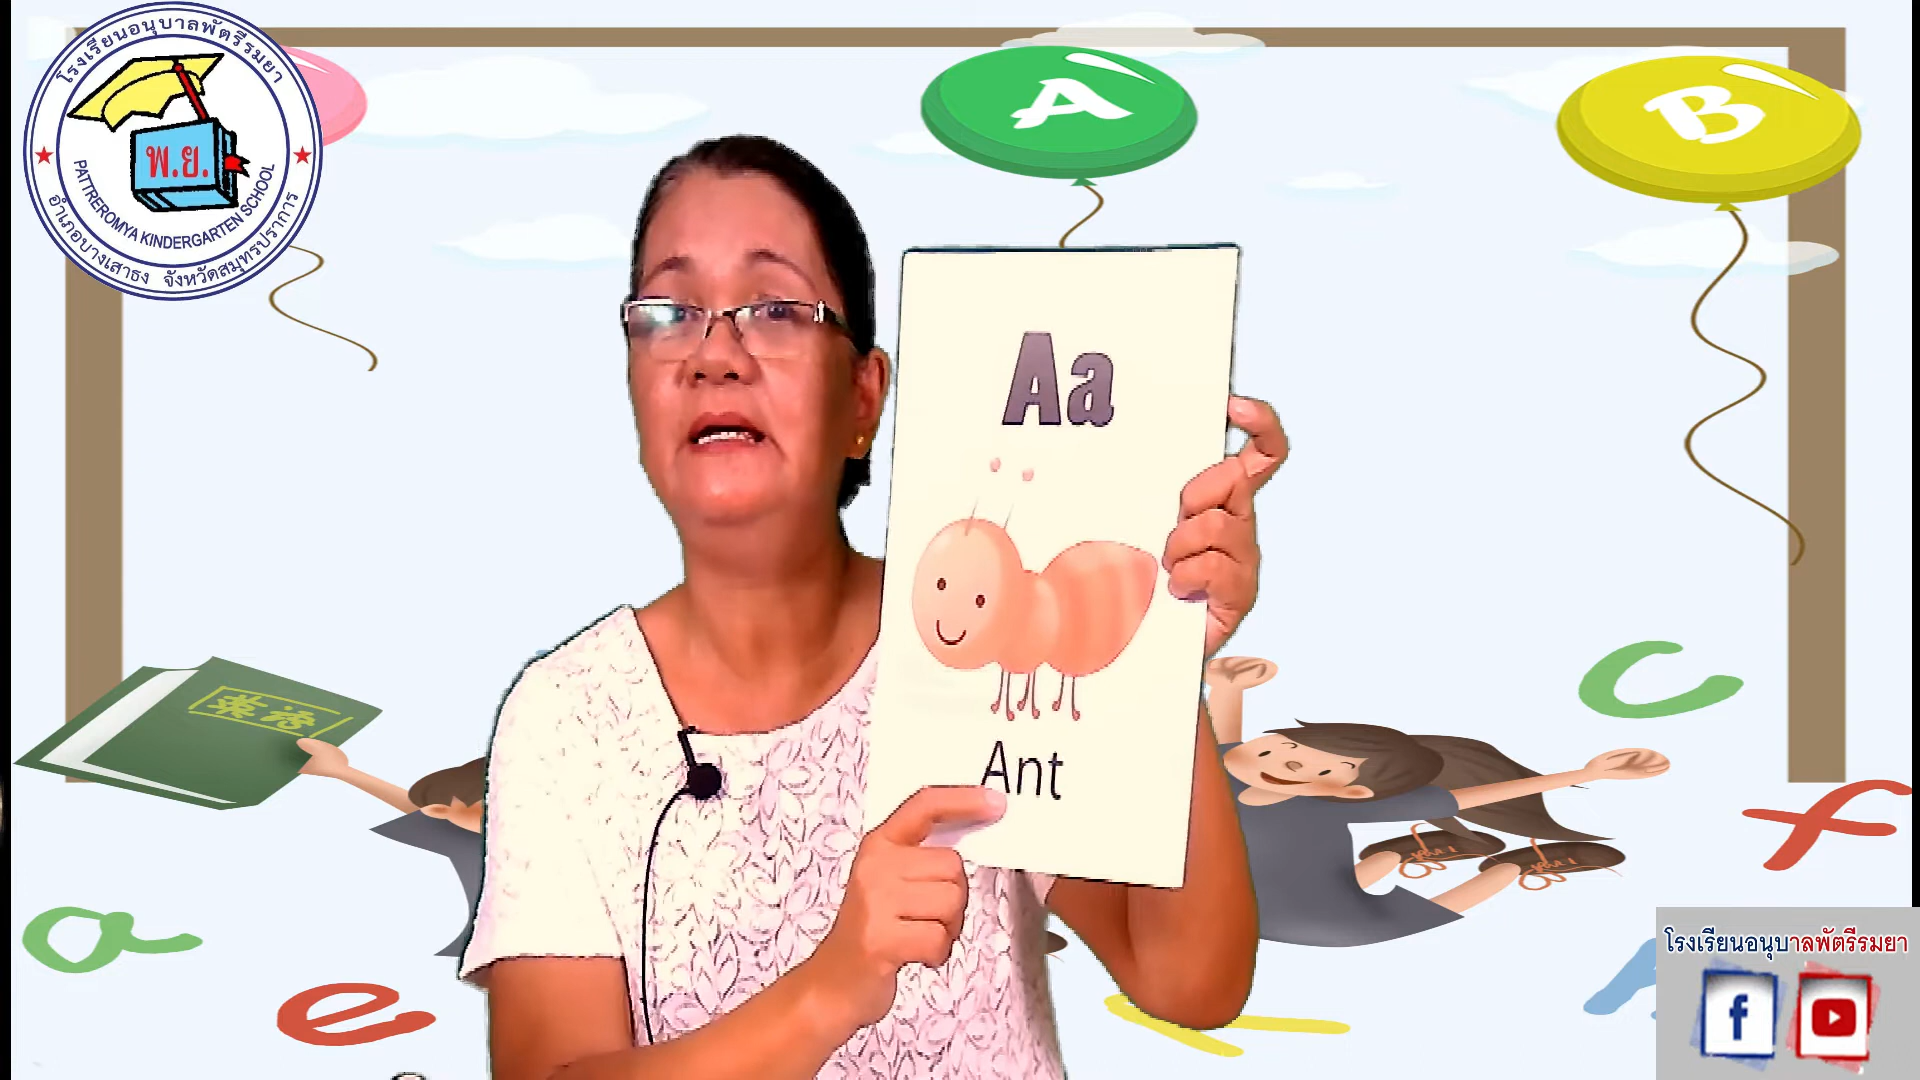 โรงเรียนอนุบาลพัตรีรมยา
พ.ย.
PATTREROMYA KINDERGARTEN SCHOOL
อำเภอบางเสาธง จังหวัดสมุทรปราการ
A
B
Aa
Ant
英语
c
f
a
e
โรงเรียนอนุบาลพัตรีรมยา
f